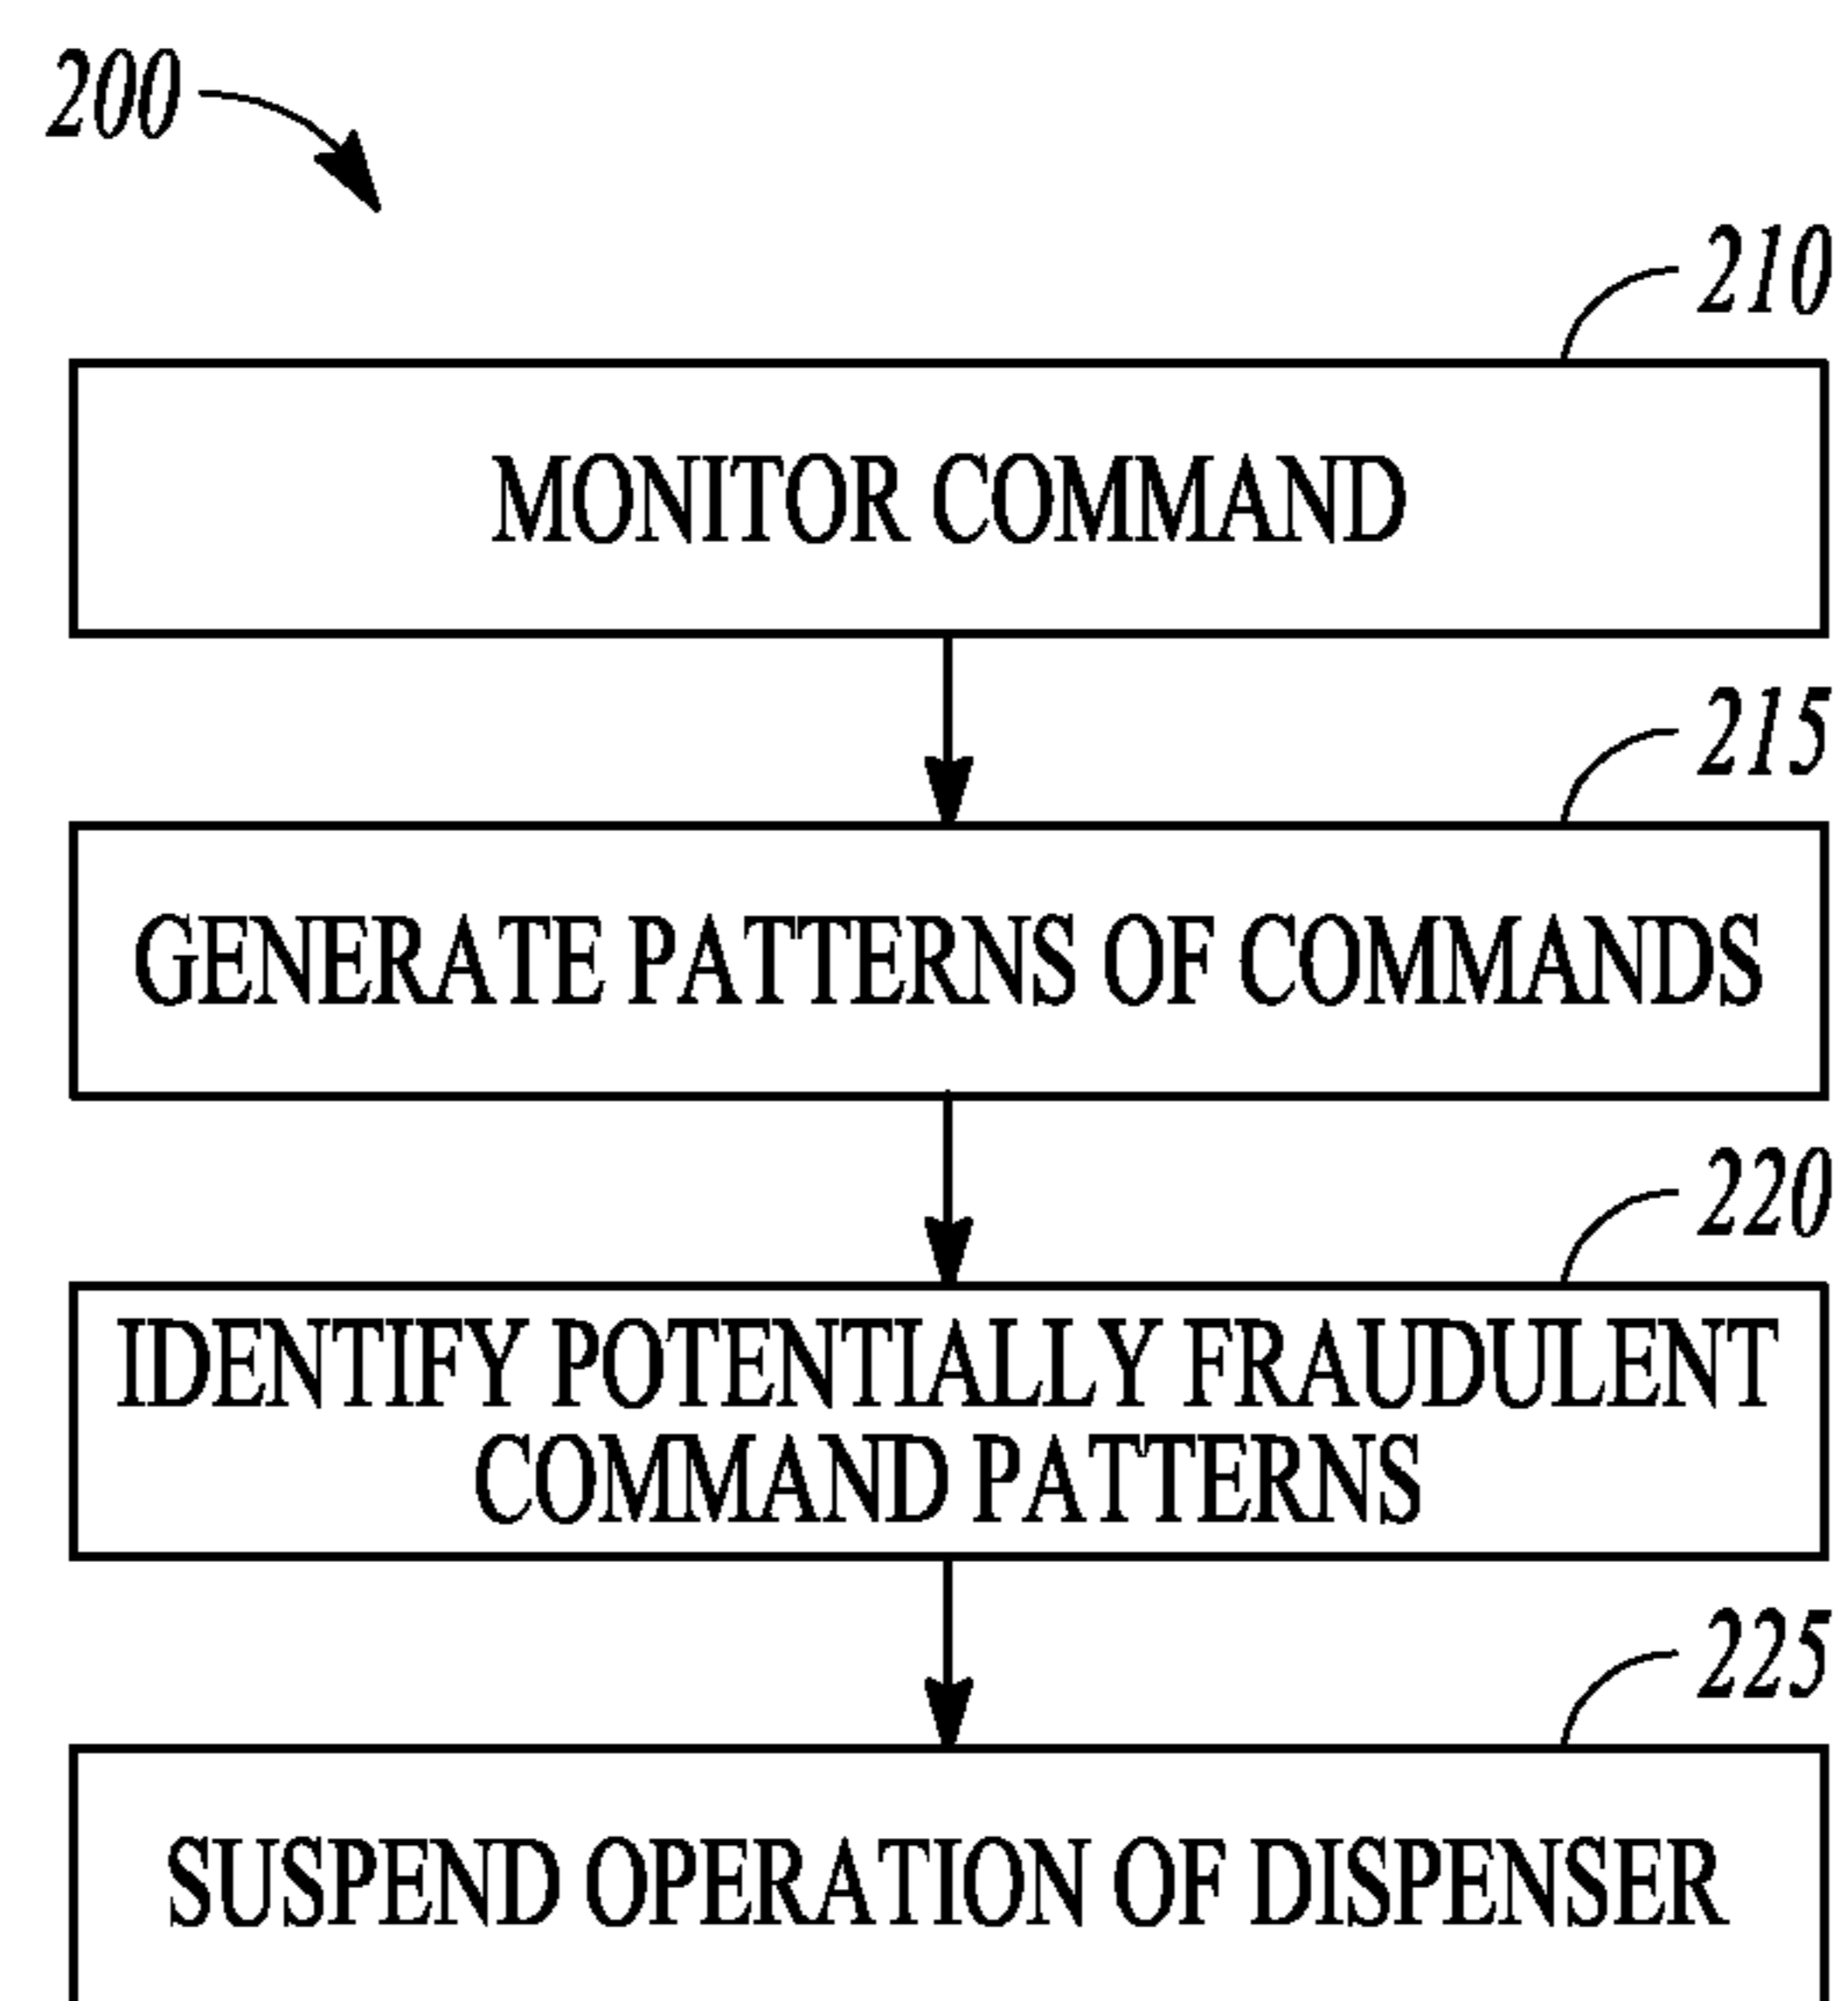 200
210
MONITOR COMMAND
215
GENERATE PATTERNS OF COMMANDS
220
IDENTIFY POTENTIALLY FRAUDULENT
COMMAND PATTERNS
225
SUSPEND OPERATION OF DISPENSER